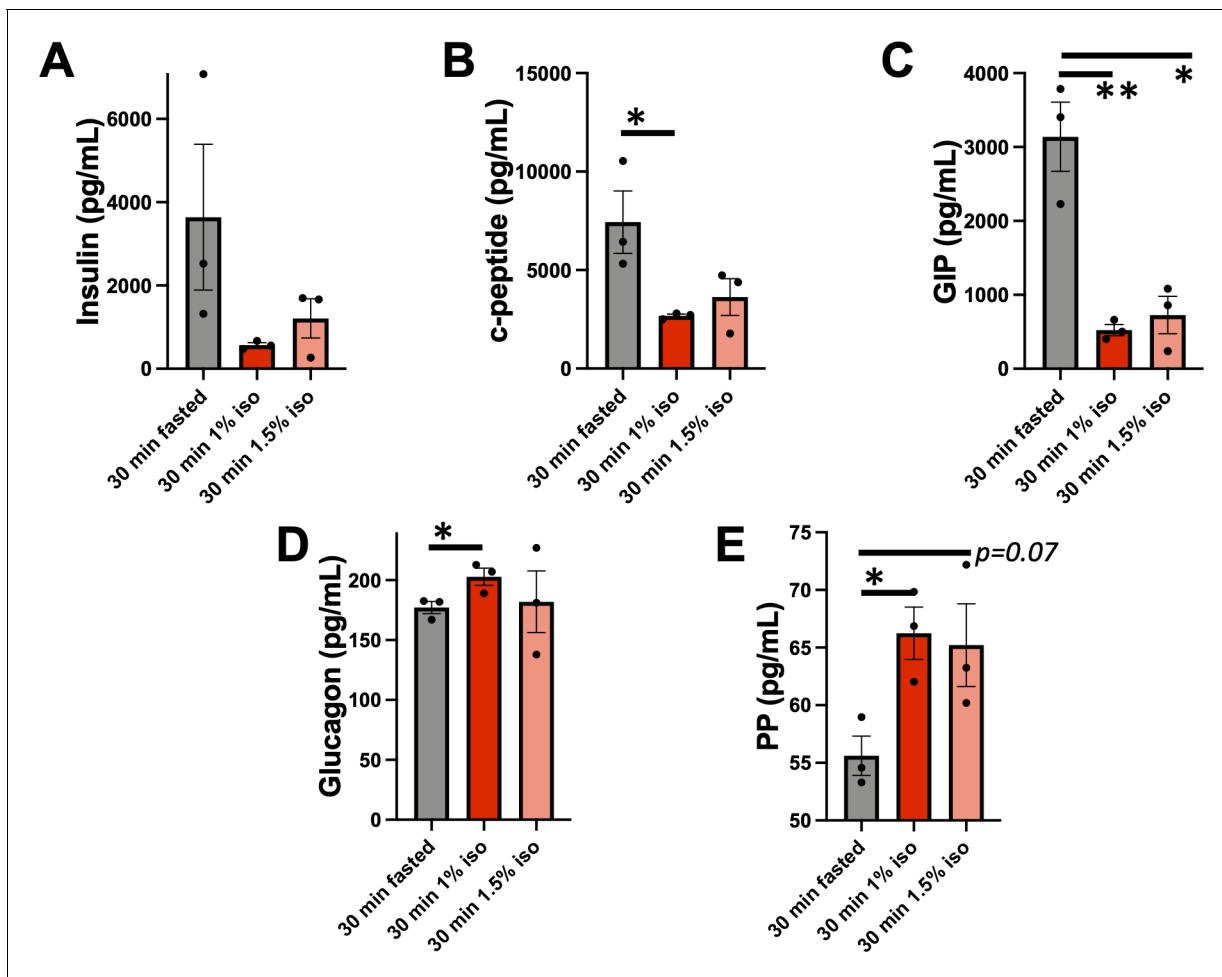 A
Insulin (pg/mL)
6000
4000
2000
0
30 min fasted
30 min 1% iso
30 min 1.5% iso
B
c-peptide (pg/mL)
15000
10000
5000
0
*
30 min fasted
30 min 1% iso
30 min 1.5% iso
C
GIP (pg/mL)
4000
3000
2000
1000
0
*
**
30 min fasted
30 min 1% iso
30 min 1.5% iso
D
Glucagon (pg/mL)
200
150
100
50
0
*
30 min fasted
30 min 1% iso
30 min 1.5% iso
E
PP (pg/mL)
75
70
65
60
55
50
p=0.07
*
30 min fasted
30 min 1% iso
30 min 1.5% iso